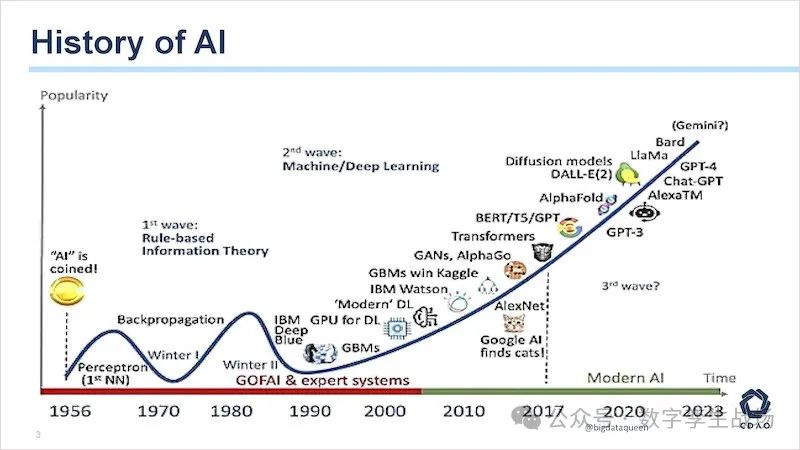 History of AI
Popularity
(Gemini?)
Bard
LlaMa
GPT-4
Chat-GPT
AlexaTM
2nd wave:
Machine/Deep Learning
Diffusion models
DALL-E(2)
AlphaFold
BERT/T5/GPT
GPT-3
Transformers
1st wave:
Rule-based
Information Theory
GANs, AlphaGo
"AI" is
coined!
GBMs win Kaggle
IBM Watson
3rd wave?
'Modern' DL
AlexNet
Backpropagation
IBM
Deep
Blue
GPU for DL
Google AI
finds cats!
GBMs
Winter I
Perceptron
(1st NN)
Winter II
GOFAI & expert systems
Modern AI
Time
1956
1970
1980
1990
2000
2010
2017
2020
2023
公众号 · 数字学生战场
@bigdataqueen
CDAO
3